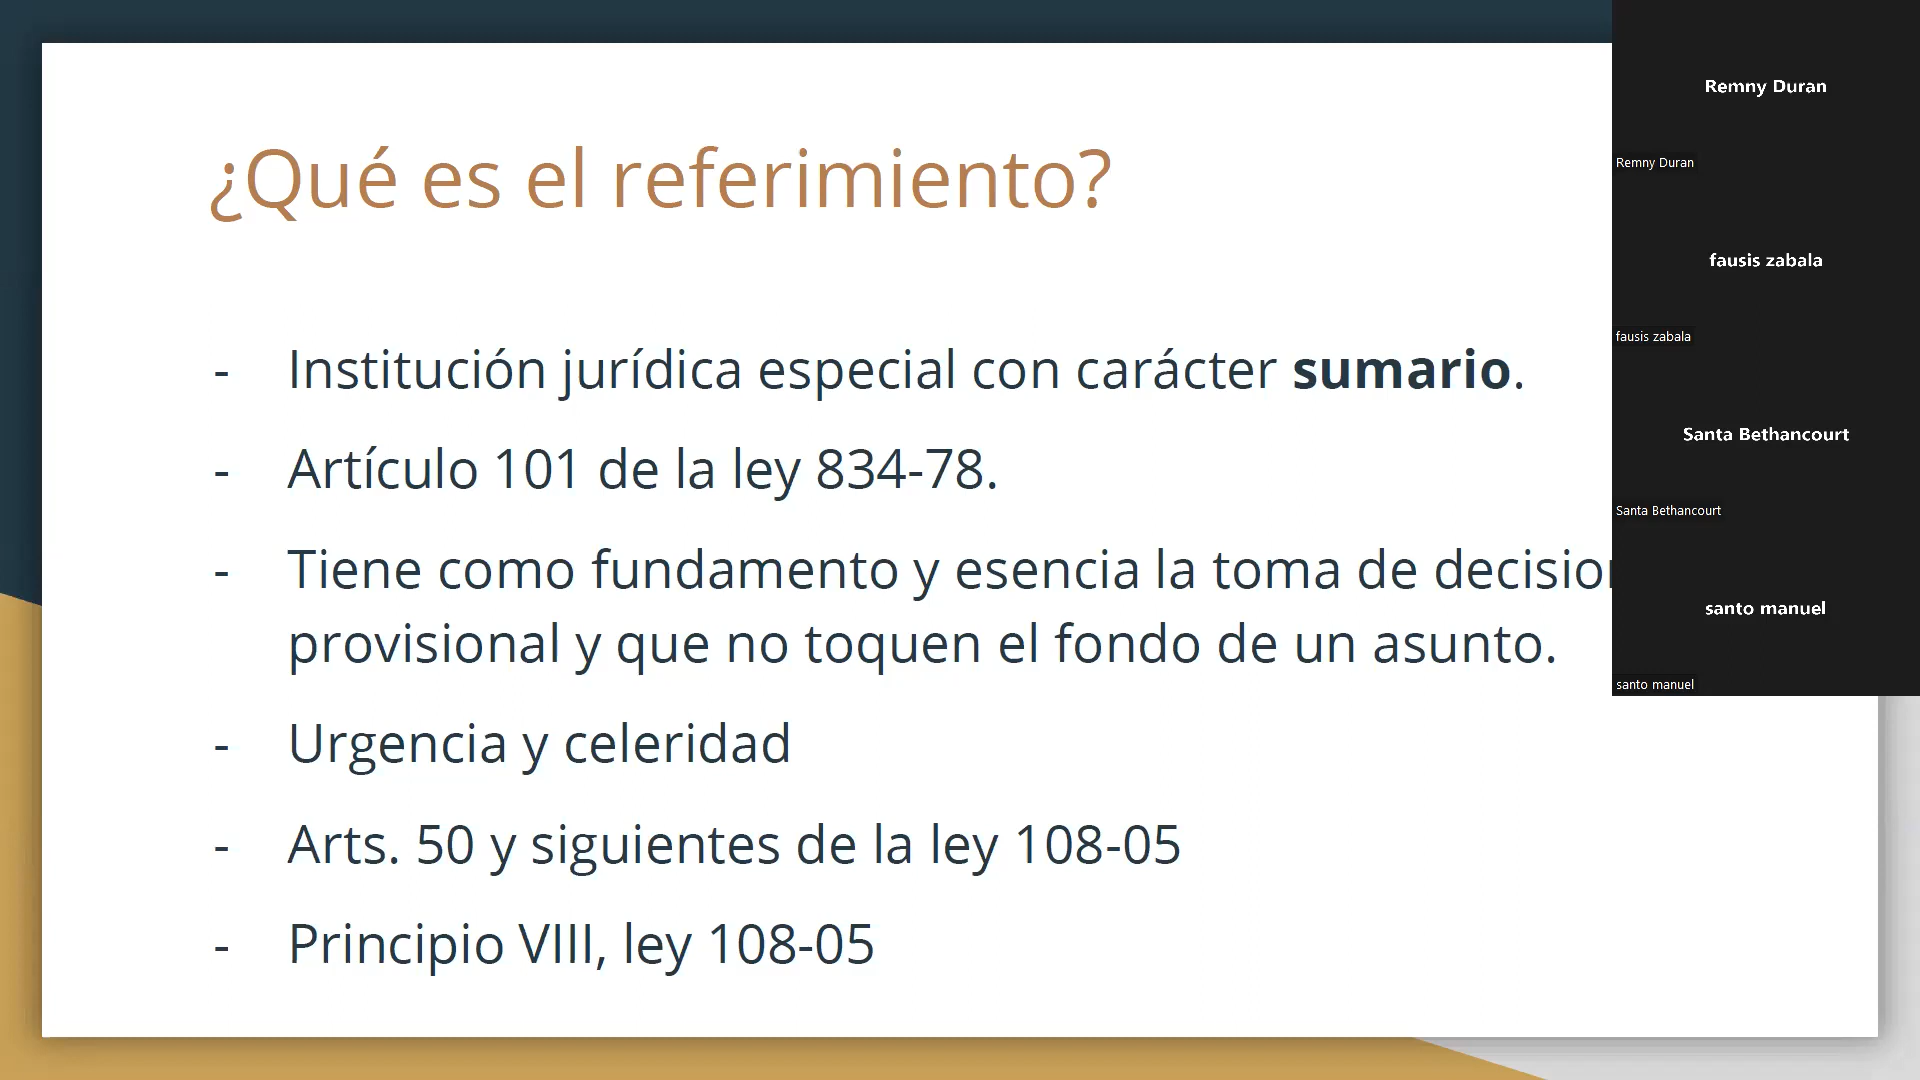 ¿Qué es el referimiento?
- Institución jurídica especial con carácter sumario.
- Artículo 101 de la ley 834-78.
- Tiene como fundamento y esencia la toma de
provisional y que no toquen el fondo de un asunto.
- Urgencia y celeridad
- Arts. 50 y siguientes de la ley 108-05
- Principio VIII, ley 108-05
Remny Duran
Remny Duran
fausis zabala
fausis zabala
Santa Bethancourt
Santa Bethancourt
santo manuel
santo manuel